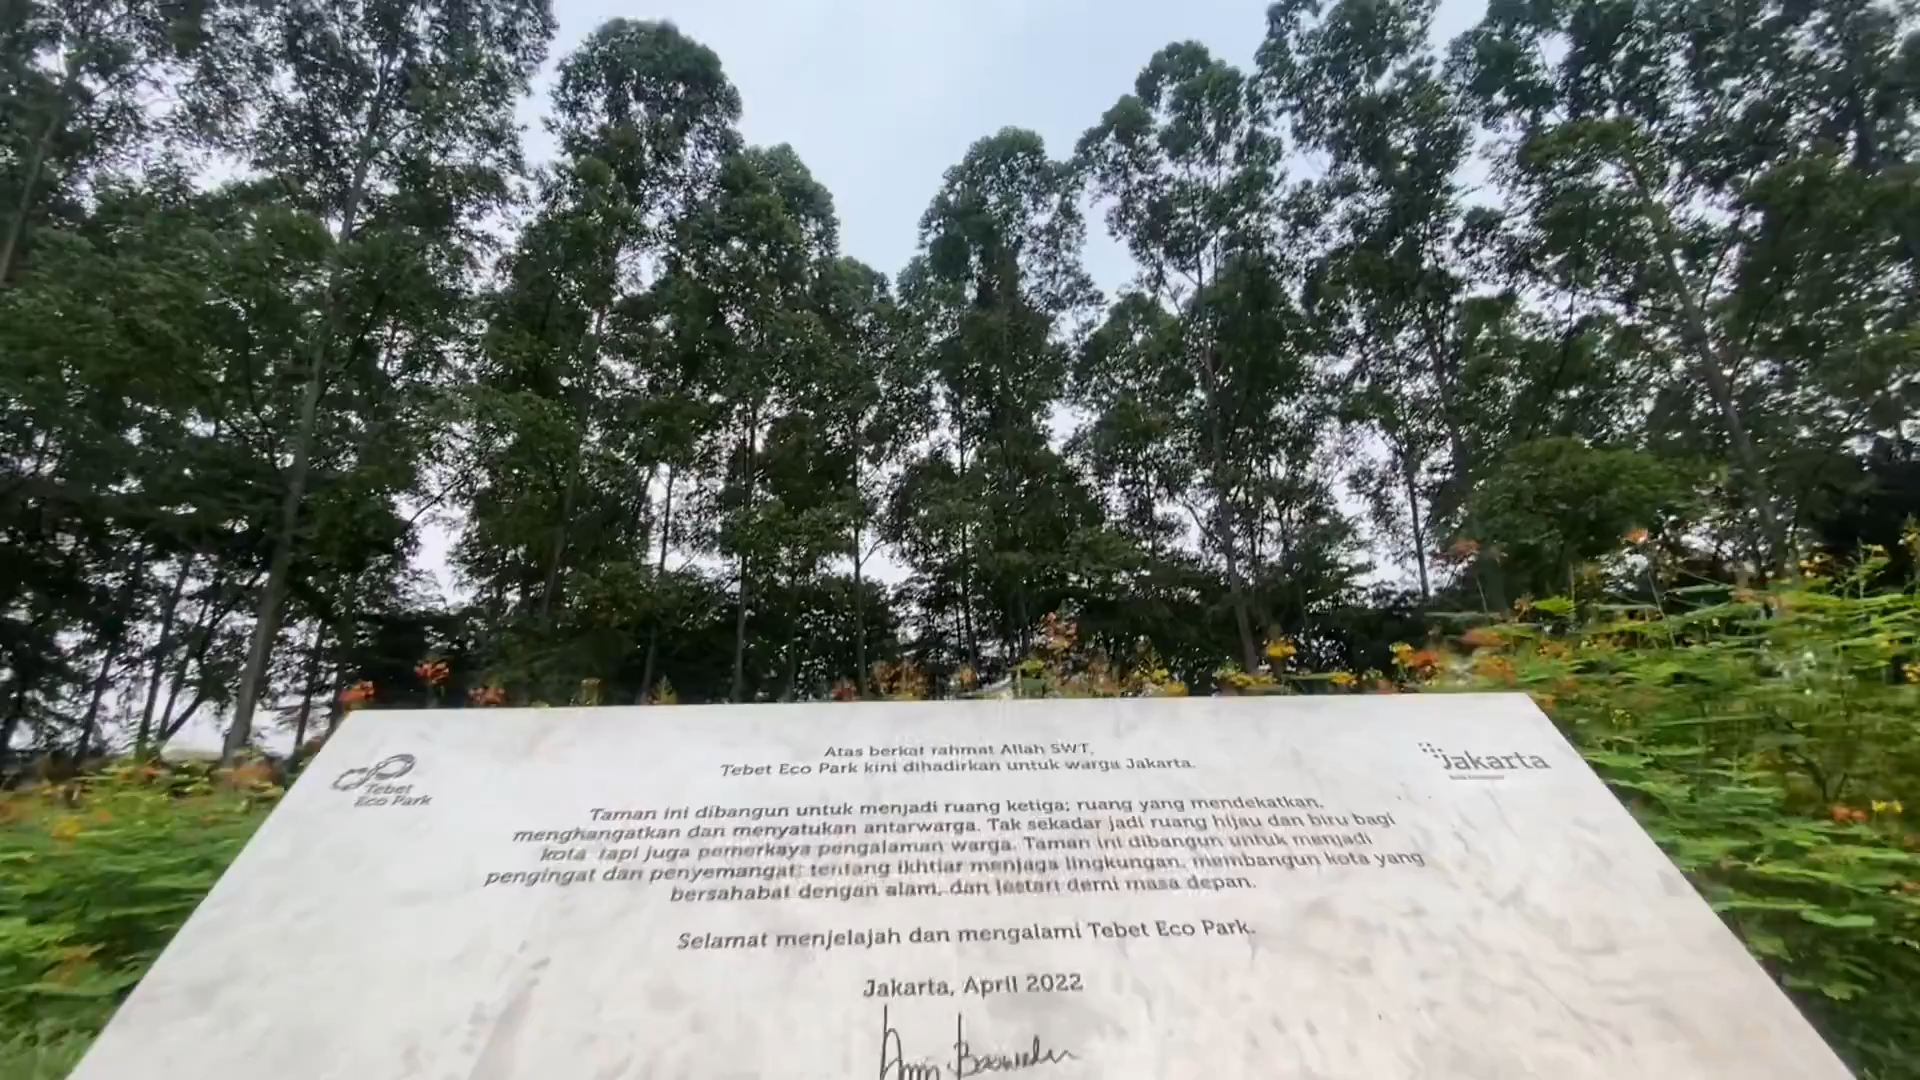 Tebet
Eco Park
Jakarta
Atas berkat rahmat Allah SWT,
Tebet Eco Park kini dihadirkan untuk warga Jakarta.
Taman ini dibangun untuk menjadi ruang ketiga; ruang yang mendekatkan,
menghangatkan dan menyatukan antarwarga. Tak sekadar jadi ruang hijau dan biru bagi
kota tapi juga pemerkaya pengalaman warga. Taman ini dibangun untuk menjadi
pengingat dan penyemangat: tentang ikhtiar menjaga lingkungan, membangun kota yang
bersahabat dengan alam, dan lestari demi masa depan.
Selamat menjelajah dan mengalami Tebet Eco Park.
Jakarta, April 2022